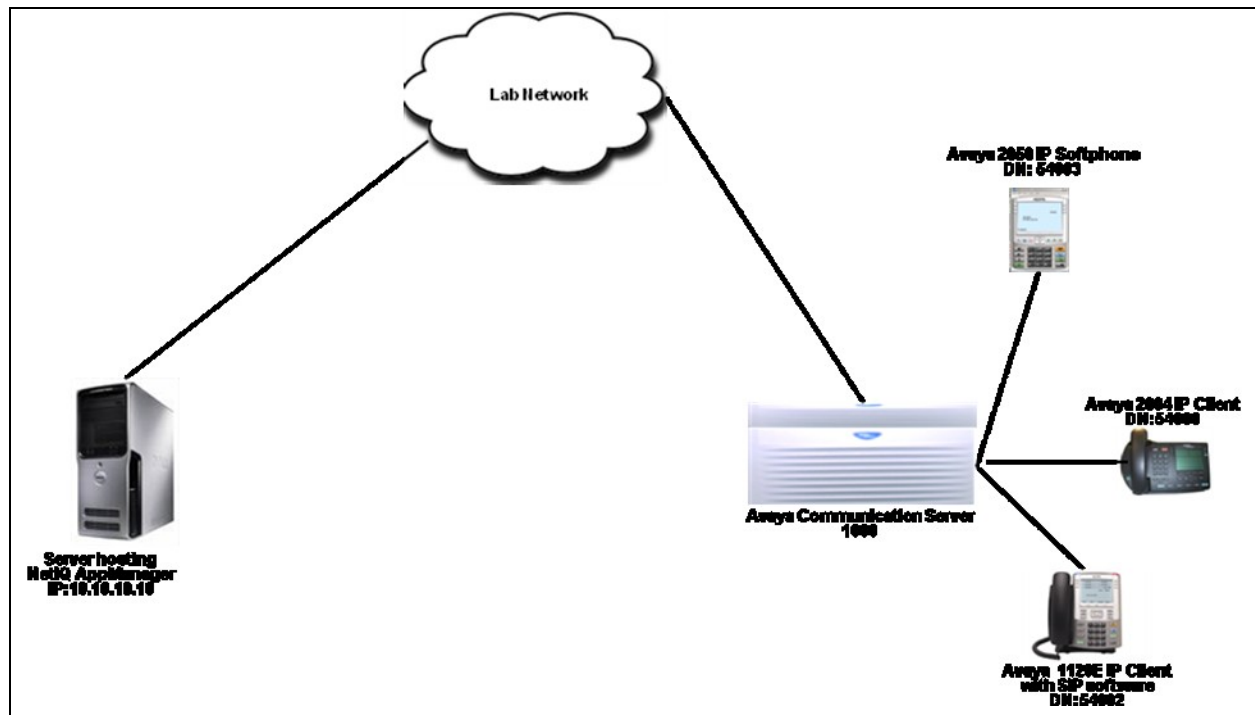 Lab Network
Avaya 2050 IP Softphone
DN: 54003
Avaya 2004 IP Client
DN:54000
Avaya Communication Server
1000
Server hosting
NetIQ AppManager
IP:10.10.10.10
Avaya 1120E IP Client
with SIP software
DN:54002